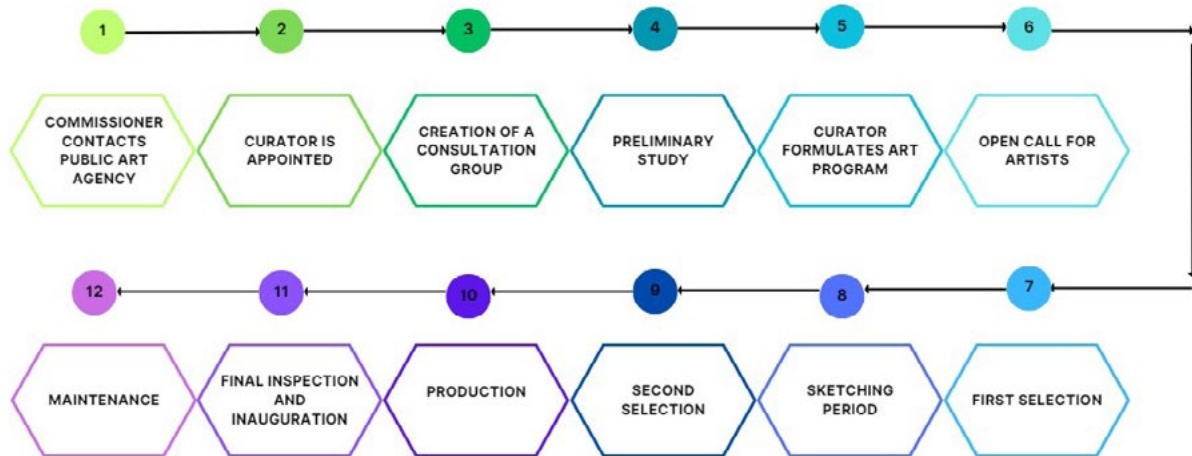 1
2
3
4
5
6
COMMISSIONER
CONTACTS
PUBLIC ART
AGENCY
CURATOR IS
APPOINTED
CREATION OF A
CONSULTATION
GROUP
PRELIMINARY
STUDY
CURATOR
FORMULATES ART
PROGRAM
OPEN CALL FOR
ARTISTS
12
11
10
9
8
7
MAINTENANCE
FINAL INSPECTION
AND
INAUGURATION
PRODUCTION
SECOND
SELECTION
SKETCHING
PERIOD
FIRST SELECTION